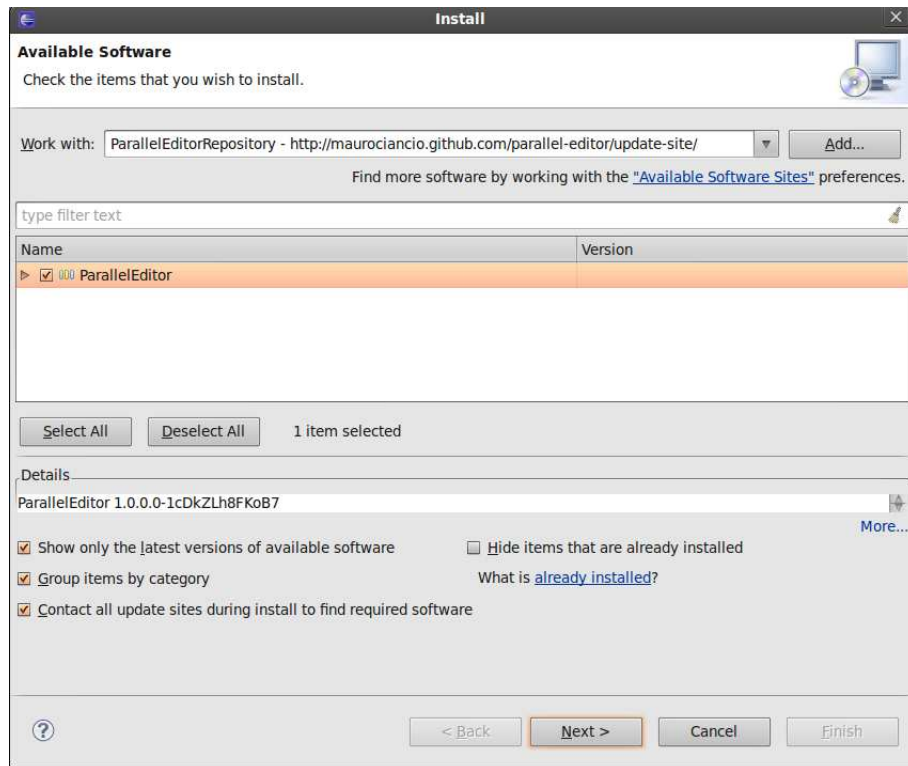 Install
Available Software
Check the items that you wish to install.
Work with: ParallelEditorRepository - http://maurociancio.github.com/parallel-editor/update-site/ Add...
Find more software by working with the "Available Software Sites" preferences.
type filter text
Name Version
ParallelEditor
Select All Deselect All 1 item selected
Details
ParallelEditor 1.0.0.0-1cDkZLh8FKoB7
More...
Show only the latest versions of available software Hide items that are already installed
Group items by category What is already installed?
Contact all update sites during install to find required software
? < Back Next > Cancel Finish